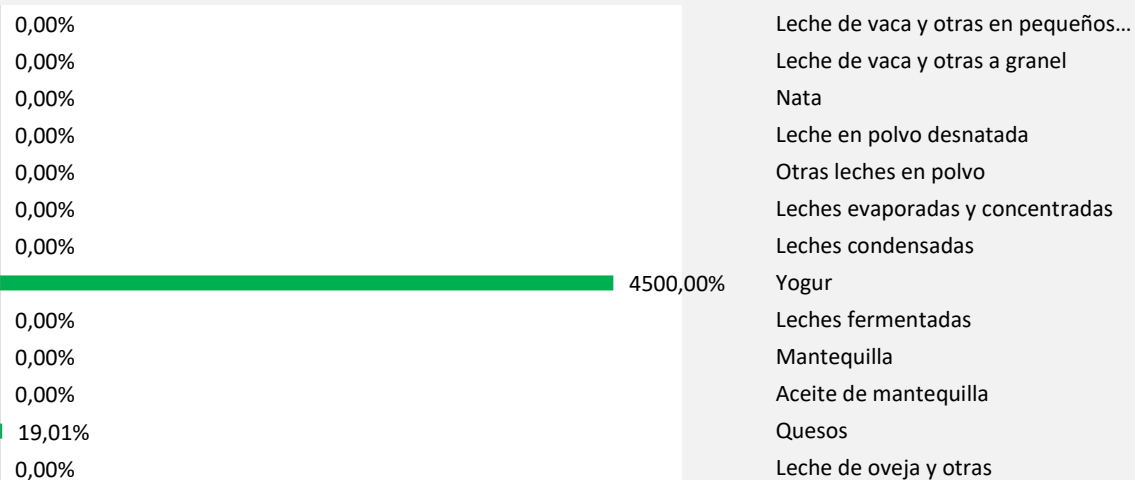 0,00% Leche de vaca y otras en pequeños...
0,00% Leche de vaca y otras a granel
0,00% Nata
0,00% Leche en polvo desnatada
0,00% Otras leches en polvo
0,00% Leches evaporadas y concentradas
0,00% Leches condensadas
4500,00% Yogur
0,00% Leches fermentadas
0,00% Mantequilla
0,00% Aceite de mantequilla
19,01% Quesos
0,00% Leche de oveja y otras